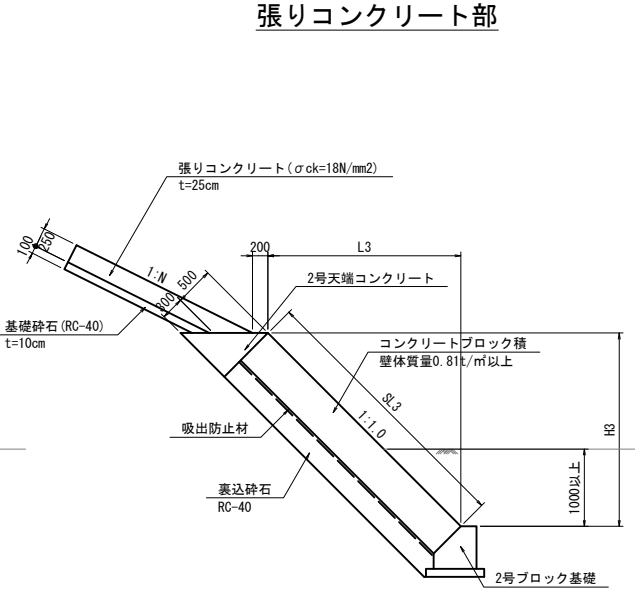 張りコンクリート部
張りコンクリート(σck=18N/mm2)
t=25cm
100
250
1:N
500
300
200
L3
2号天端コンクリート
基礎砕石(RC-40)
t=10cm
コンクリートブロック積
壁体質量0.81t/㎡以上
SL3
1:1.0
H3
吸出防止材
裏込砕石
RC-40
1000以上
2号ブロック基礎